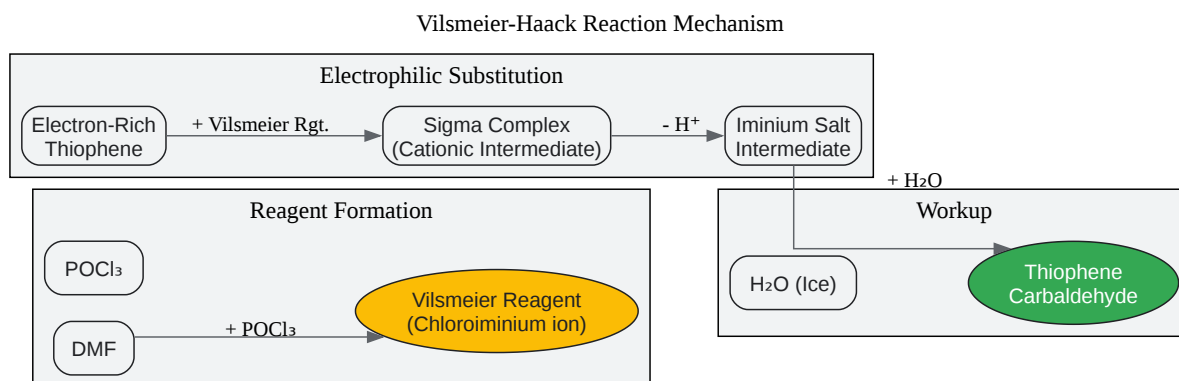 Vilsmeier-Haack Reaction Mechanism
Electrophilic Substitution
Electron-Rich
Thiophene
+ Vilsmeier Rgt.
Sigma Complex
(Cationic Intermediate)
- H⁺
Iminium Salt
Intermediate
+ H₂O
Reagent Formation
POCl₃
DMF
+ POCl₃
Vilsmeier Reagent
(Chloroiminium ion)
Workup
H₂O (Ice)
Thiophene
Carbaldehyde